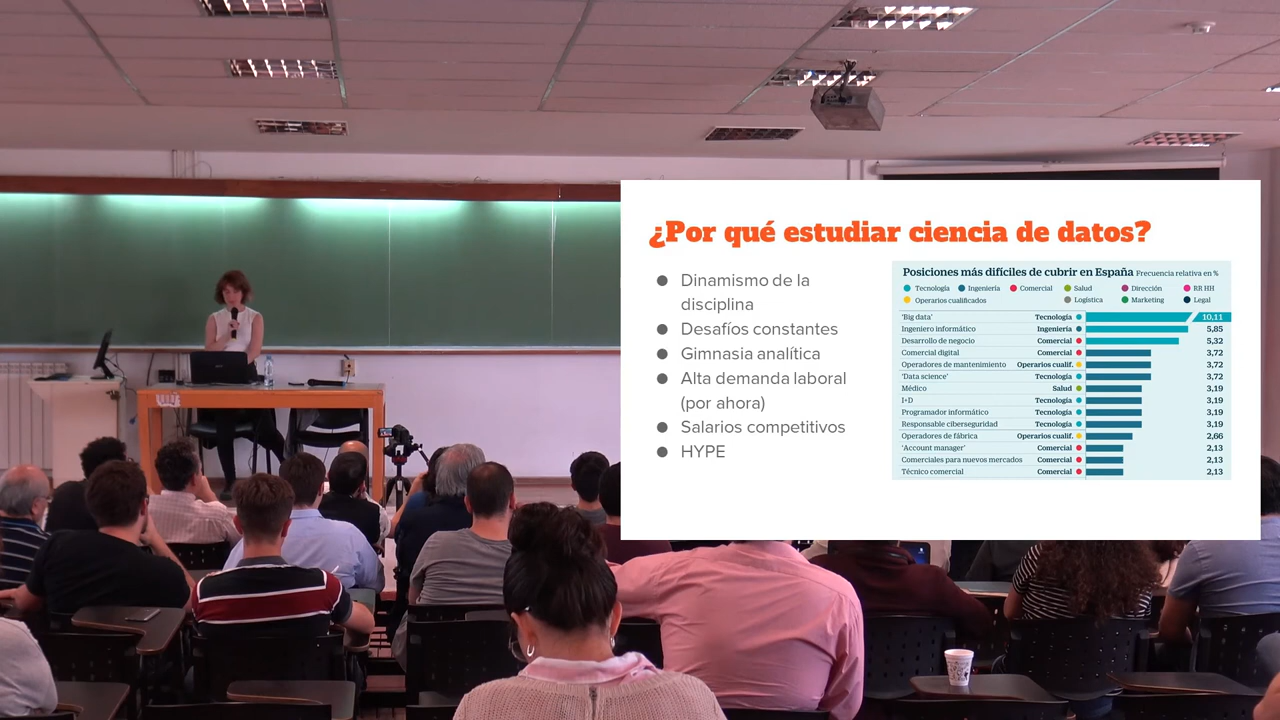 ¿Por qué estudiar ciencia de datos?
● Dinamismo de la
disciplina
● Desafíos constantes
● Gimnasia analítica
● Alta demanda laboral
(por ahora)
● Salarios competitivos
● HYPE
Posiciones más difíciles de cubrir en España Frecuencia relativa en %
Tecnología Ingeniería Comercial Salud Dirección RR HH
Operarios cualificados Logística Marketing Legal
'Big data' Tecnología 10,11
Ingeniero informático Ingeniería 5,85
Desarrollo de negocio Comercial 5,32
Comercial digital Comercial 3,72
Operadores de mantenimiento Operarios cualif. 3,72
'Data science' Tecnología 3,72
Médico Salud 3,19
I+D Tecnología 3,19
Programador informático Tecnología 3,19
Responsable ciberseguridad Tecnología 3,19
Operadores de fábrica Operarios cualif. 2,66
'Account manager' Comercial 2,13
Comerciales para nuevos mercados Comercial 2,13
Técnico comercial Comercial 2,13